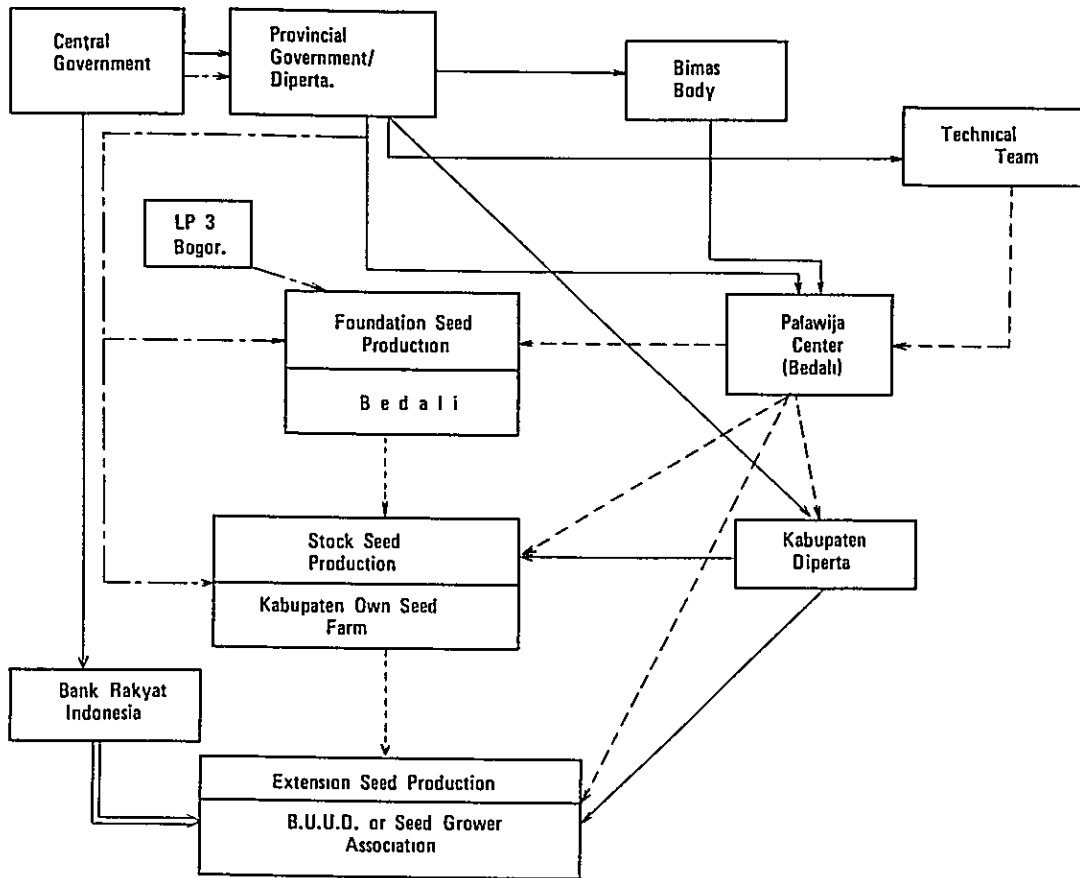 Central
Government
Provincial
Government/
Diperta.
Bimas
Body
Technical
Team
LP 3
Bogor.
Foundation Seed
Production
Bedali
Palawija
Center
(Bedali)
Stock Seed
Production
Kabupaten Own Seed
Farm
Kabupaten
Diperta
Bank Rakyat
Indonesia
Extension Seed Production
B.U.U.D. or Seed Grower
Association